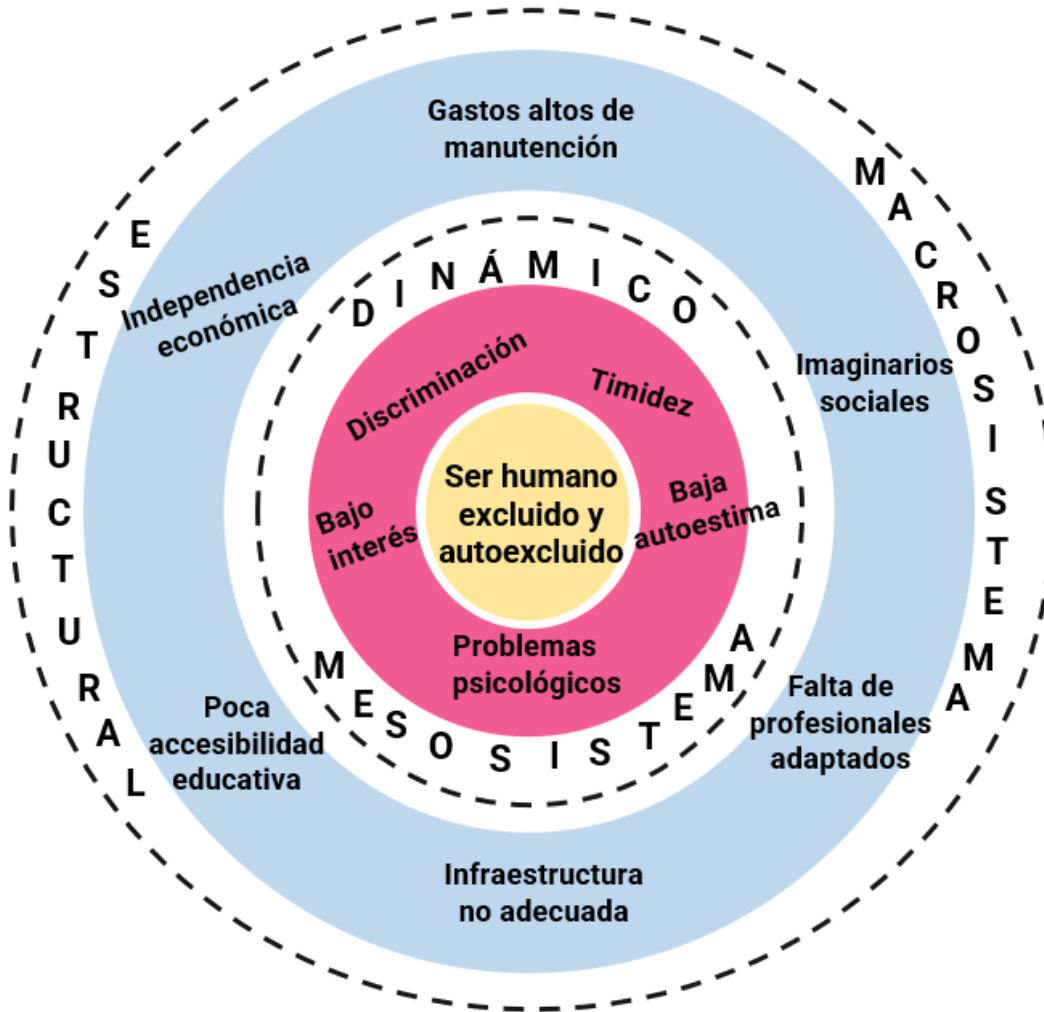 Gastos altos de
manutención
MACROSISTEMA
ESTRUCTURAL
Independencia
económica
DINÁMICO
Imaginarios
sociales
Discriminación
Timidez
Ser humano
excluido y
autoexcluido
Baja
autoestima
Bajo
interés
Problemas
psicológicos
MESOSISTEMA
Poca
accesibilidad
educativa
Falta de
profesionales
adaptados
Infraestructura
no adecuada